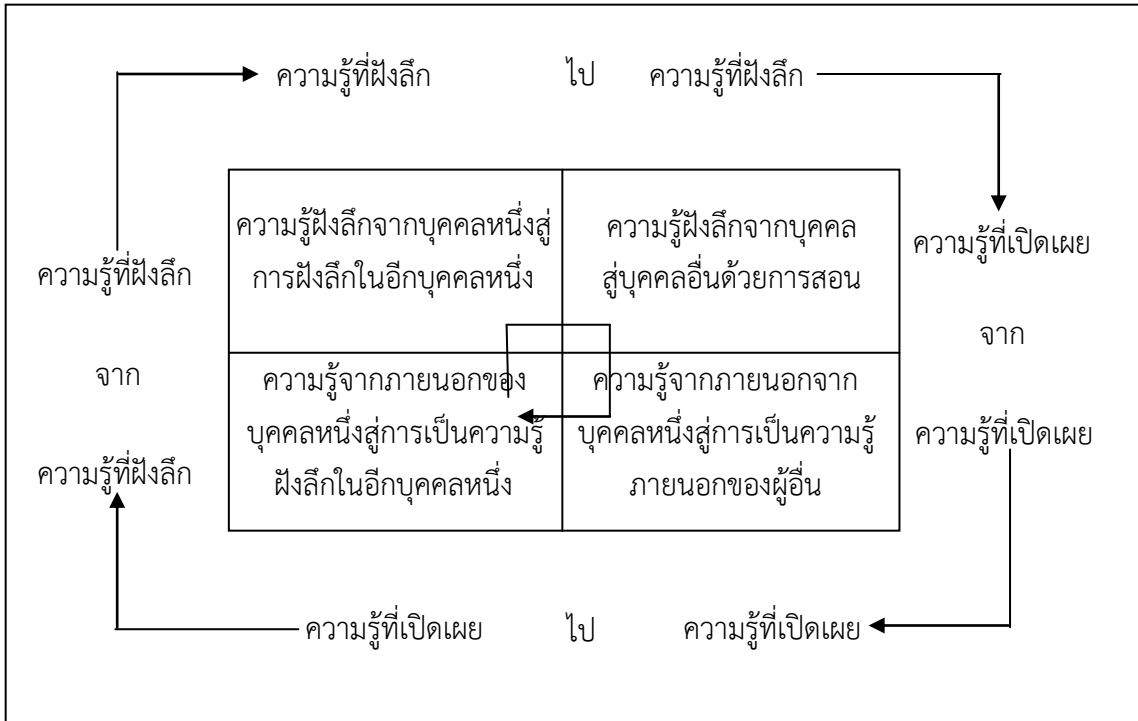 ความรู้ที่ฝังลึก ไป ความรู้ที่ฝังลึก
ความรู้ฝังลึกจากบุคคลหนึ่งสู่
การฝังลึกในอีกบุคคลหนึ่ง
ความรู้ฝังลึกจากบุคคล
สู่บุคคลอื่นด้วยการสอน
ความรู้ที่ฝังลึก
จาก
ความรู้ที่ฝังลึก
ความรู้ที่เปิดเผย
จาก
ความรู้ที่เปิดเผย
ความรู้จากภายนอกของ
บุคคลหนึ่งสู่การเป็นความรู้
ฝังลึกในอีกบุคคลหนึ่ง
ความรู้จากภายนอกจาก
บุคคลหนึ่งสู่การเป็นความรู้
ภายนอกของผู้อื่น
ความรู้ที่เปิดเผย ไป ความรู้ที่เปิดเผย